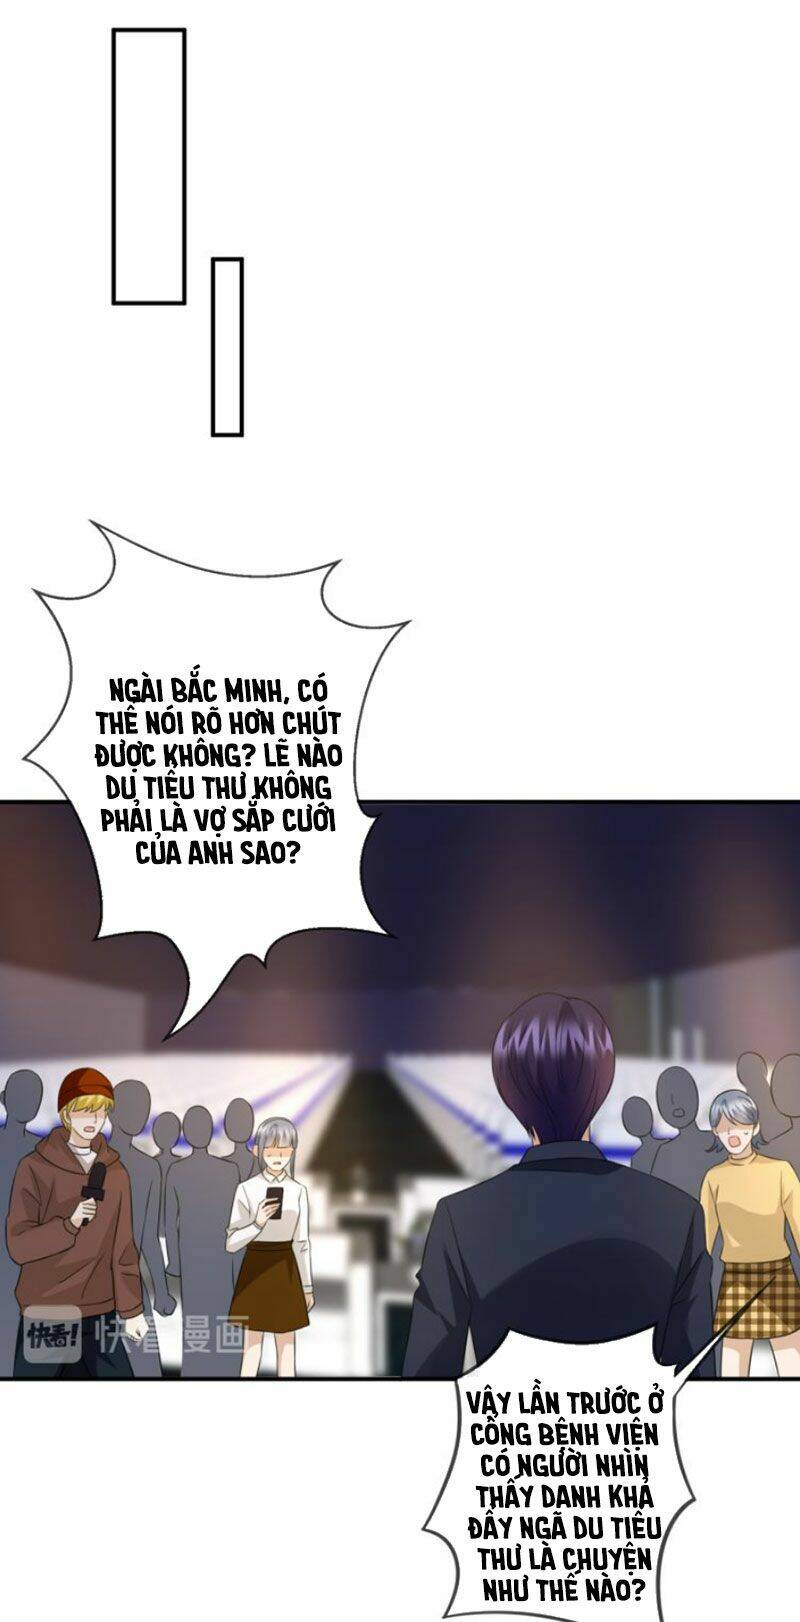 NGÀI BẮC MINH, CÓ
THỂ NÓI RÕ HƠN CHÚT
ĐƯỢC KHÔNG? LẼ NÀO
DU TIỂU THƯ KHÔNG
PHẢI LÀ VỢ SẮP CƯỚI
CỦA ANH SAO?
快看! 快看漫画
VẬY LẦN TRƯỚC Ở
CỔNG BỆNH VIỆN
CÓ NGƯỜI NHÌN
THẤY DANH KHẢ
ĐẨY NGÃ DU TIỂU
THƯ LÀ CHUYỆN
NHƯ THẾ NÀO?